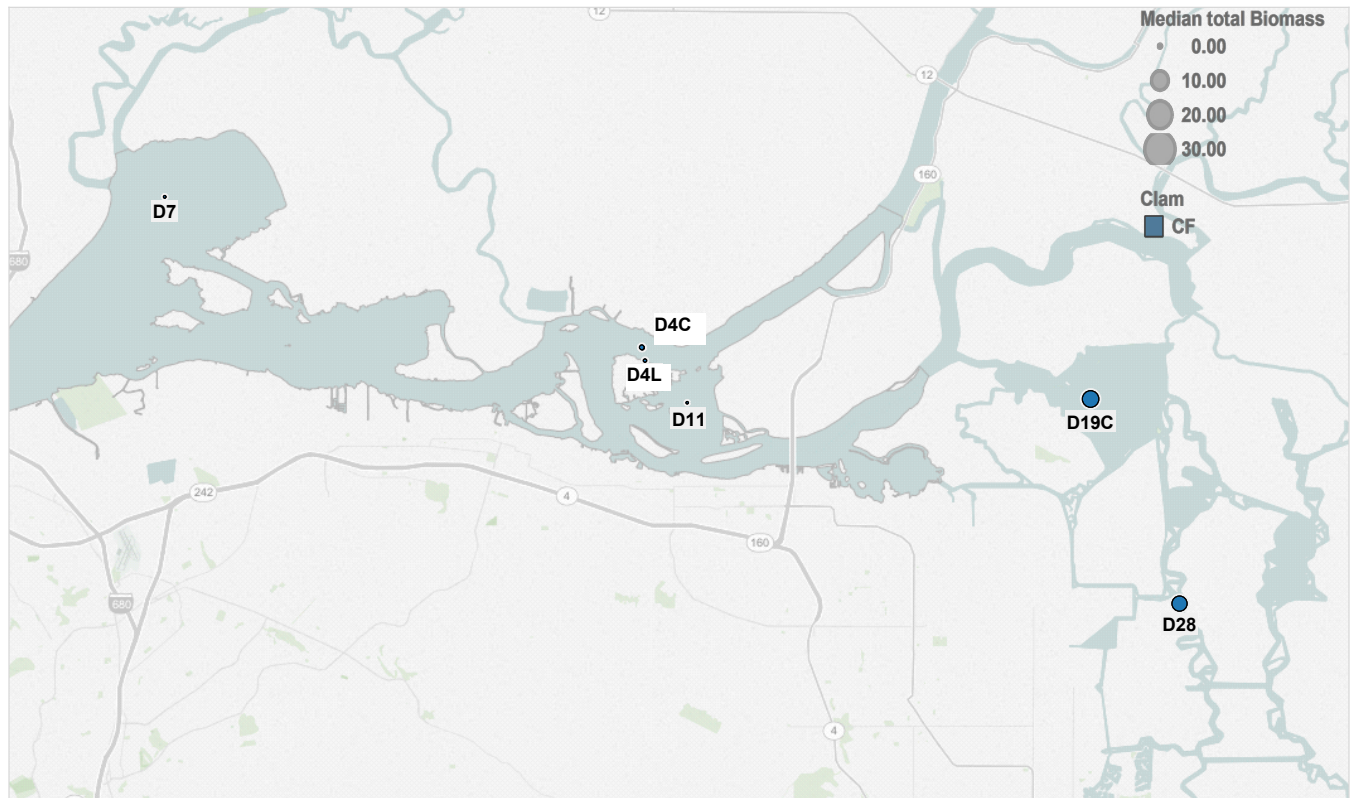 Median total Biomass
0.00
10.00
20.00
30.00
Clam
CF
12
12
160
680
D7
D4C
D4L
D11
D19C
242
4
160
680
D28
4